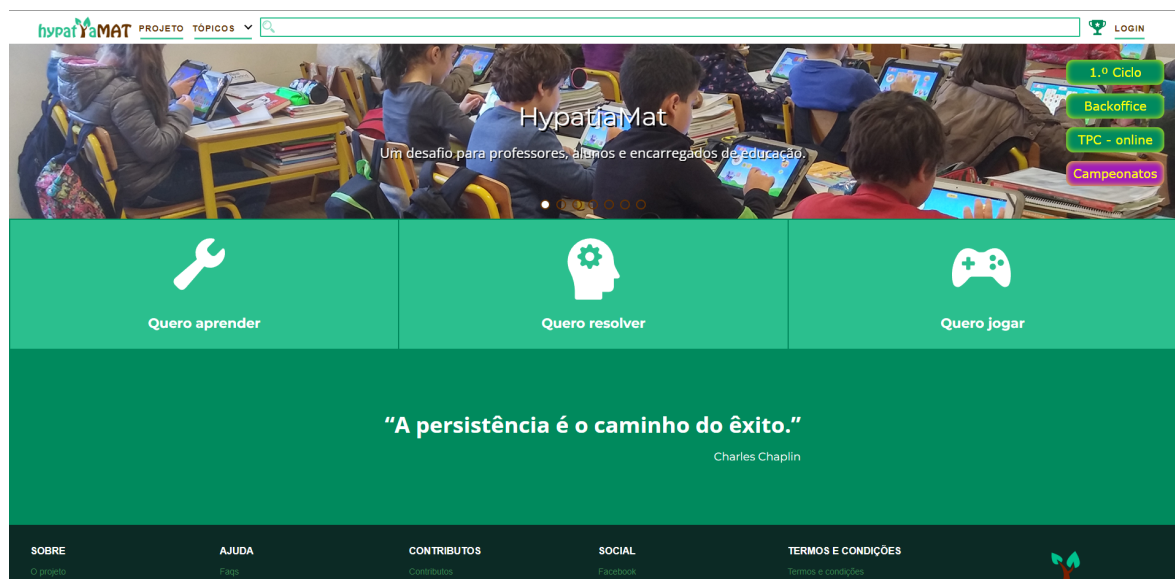 hypatYaMAT PROJETO TÓPICOS LOGIN
1.º Ciclo
Backoffice
HypatiaMat
TPC - online
Um desafio para professores, alunos e encarregados de educação.
Campeonatos
Quero aprender
Quero resolver
Quero jogar
“A persistência é o caminho do êxito.”
Charles Chaplin
SOBRE AJUDA CONTRIBUTOS SOCIAL TERMOS E CONDIÇÕES
O projeto Faqs Contributos Facebook Termos e condições